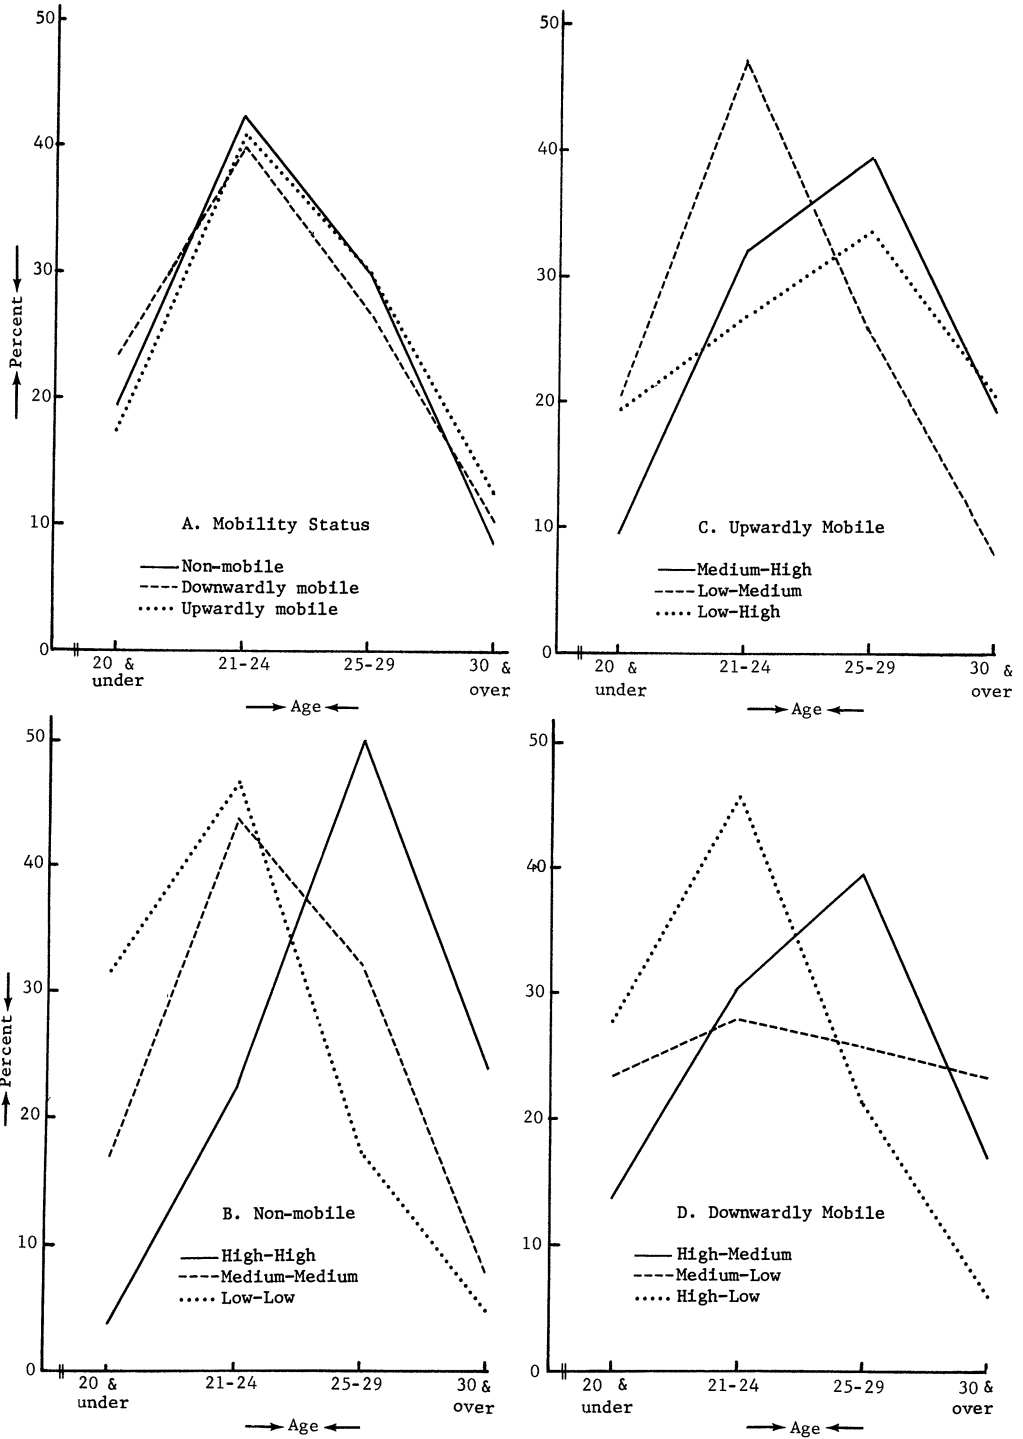 50
40
30
20
10
0
Percent
A. Mobility Status
Non-mobile
Downwardly mobile
Upwardly mobile
20 &
under
21-24
25-29
30 &
over
Age
50
40
30
20
10
0
C. Upwardly Mobile
Medium-High
Low-Medium
Low-High
20 &
under
21-24
25-29
30 &
over
Age
50
40
30
20
10
0
Percent
B. Non-mobile
High-High
Medium-Medium
Low-Low
20 &
under
21-24
25-29
30 &
over
Age
50
40
30
20
10
0
D. Downwardly Mobile
High-Medium
Medium-Low
High-Low
20 &
under
21-24
25-29
30 &
over
Age